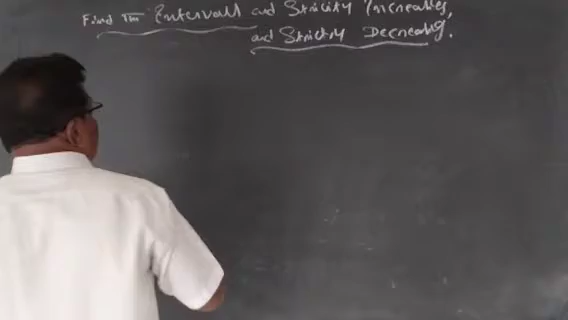 Find The Intervals and Strictly Increasing,
and Strictly Decreasing.